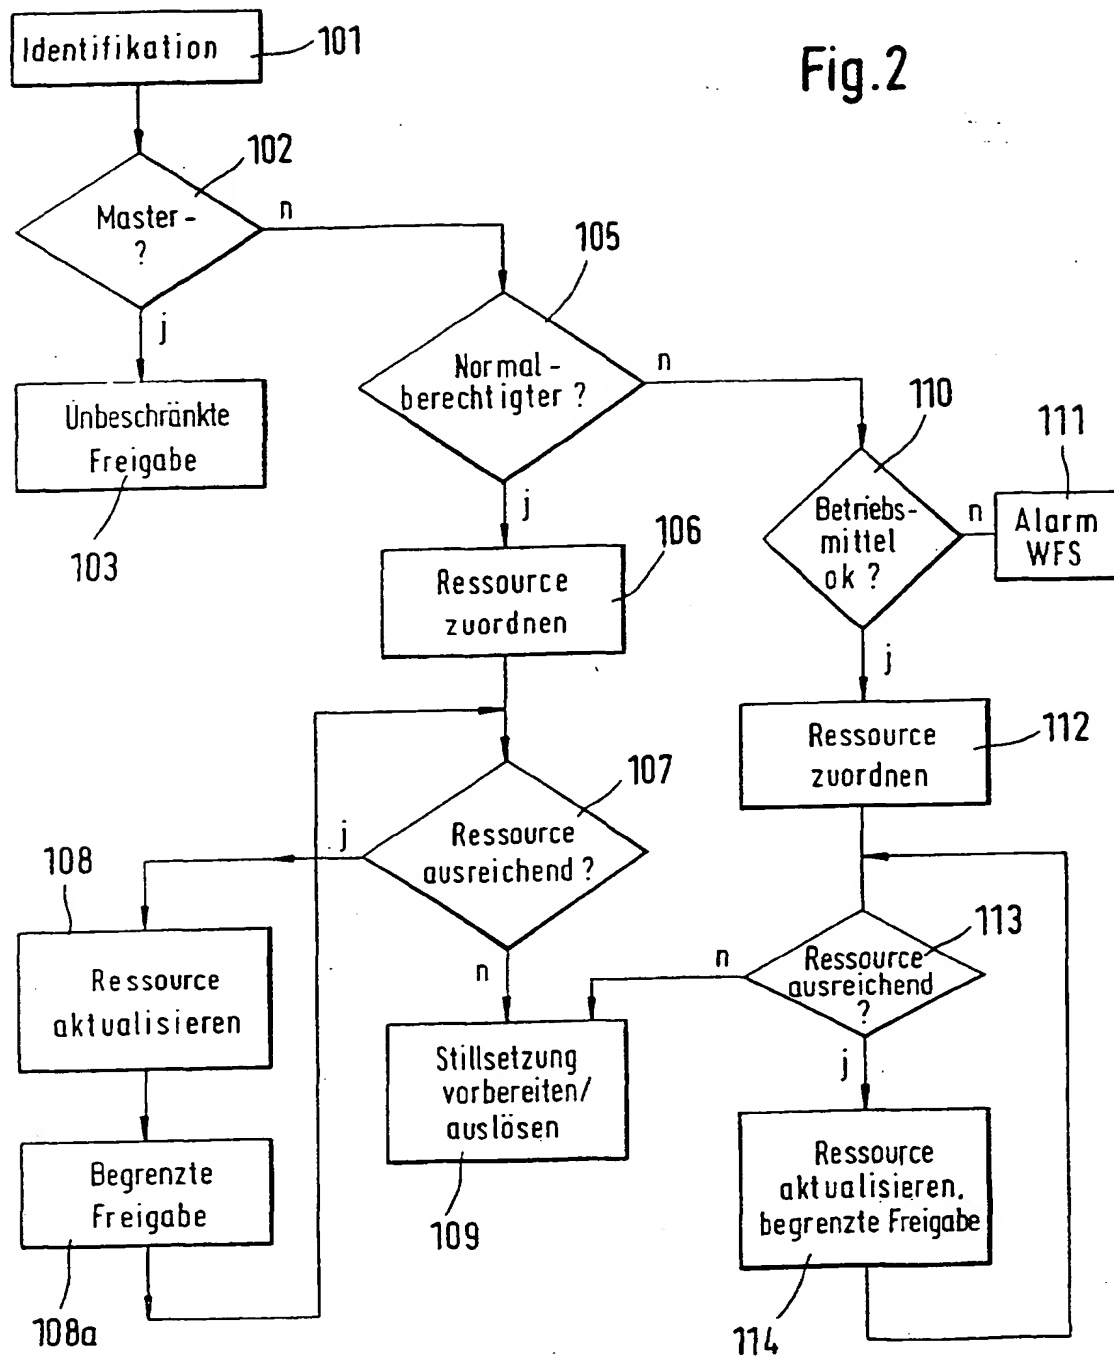 Fig.2
Identifikation
101
102
Master-
?
n
j
Unbeschränkte
Freigabe
103
105
Normal-
berechtigter ?
n
j
106
Ressource
zuordnen
107
Ressource
ausreichend ?
j
n
108
Ressource
aktualisieren
Begrenzte
Freigabe
108a
Stillsetzung
vorbereiten/
auslösen
109
110
Betriebs-
mittel
ok ?
n
j
111
Alarm
WFS
Ressource
zuordnen
112
113
Ressource
ausreichend
?
n
j
Ressource
aktualisieren,
begrenzte Freigabe
114